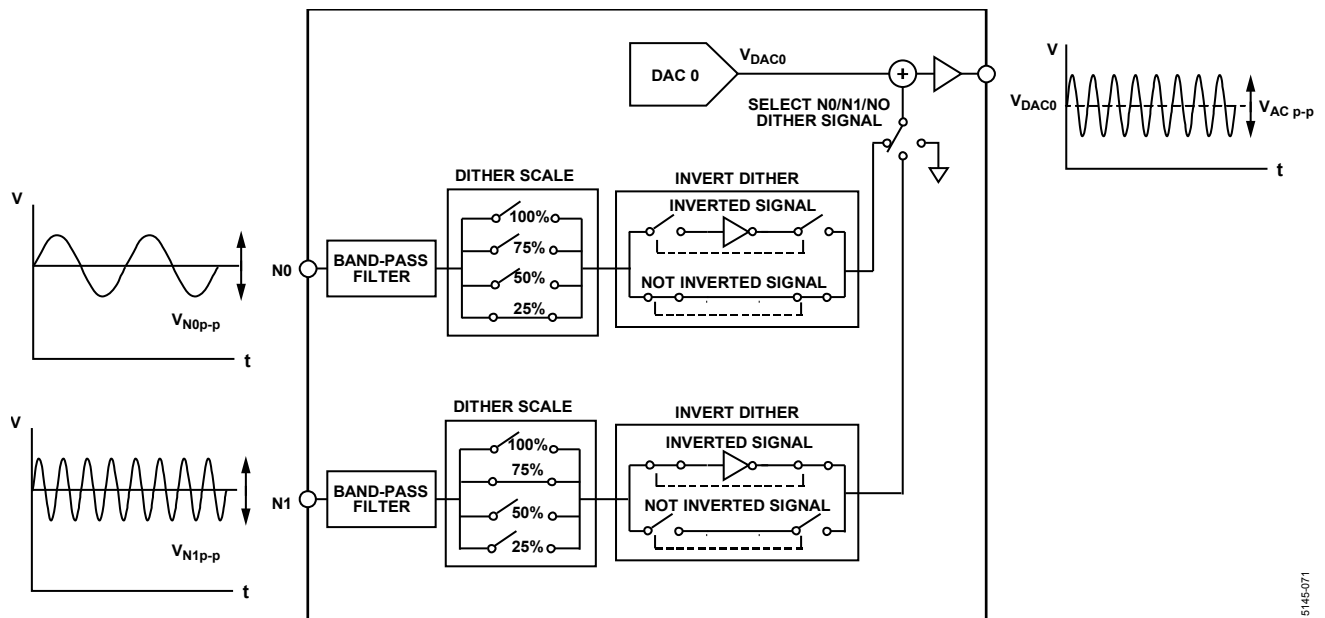 DAC 0
VDAC0
+
SELECT N0/N1/NO
DITHER SIGNAL
V
VDAC0
VAC p-p
t
V
VN0p-p
t
N0
BAND-PASS
FILTER
DITHER SCALE
100%
75%
50%
25%
INVERT DITHER
INVERTED SIGNAL
NOT INVERTED SIGNAL
V
VN1p-p
t
N1
BAND-PASS
FILTER
DITHER SCALE
100%
75%
50%
25%
INVERT DITHER
INVERTED SIGNAL
NOT INVERTED SIGNAL
5145-071